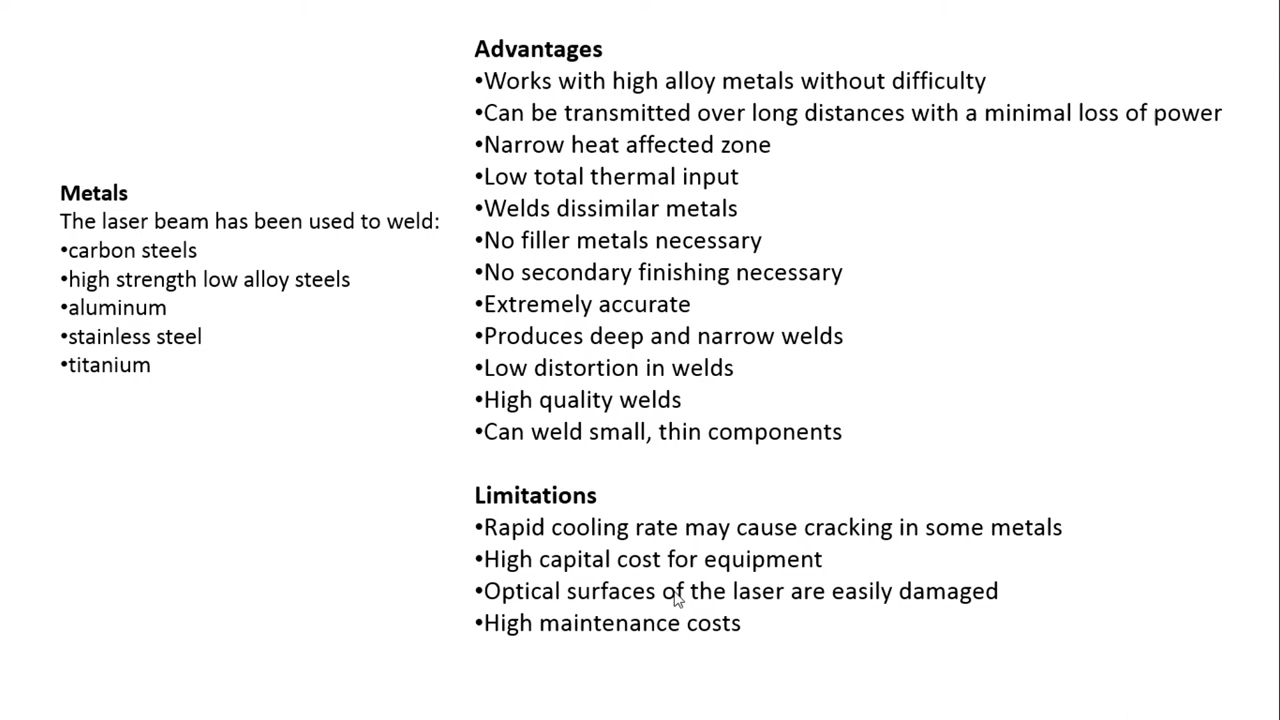 Metals
The laser beam has been used to weld:
•carbon steels
•high strength low alloy steels
•aluminum
•stainless steel
•titanium
Advantages
•Works with high alloy metals without difficulty
•Can be transmitted over long distances with a minimal loss of power
•Narrow heat affected zone
•Low total thermal input
•Welds dissimilar metals
•No filler metals necessary
•No secondary finishing necessary
•Extremely accurate
•Produces deep and narrow welds
•Low distortion in welds
•High quality welds
•Can weld small, thin components
Limitations
•Rapid cooling rate may cause cracking in some metals
•High capital cost for equipment
•Optical surfaces of the laser are easily damaged
•High maintenance costs